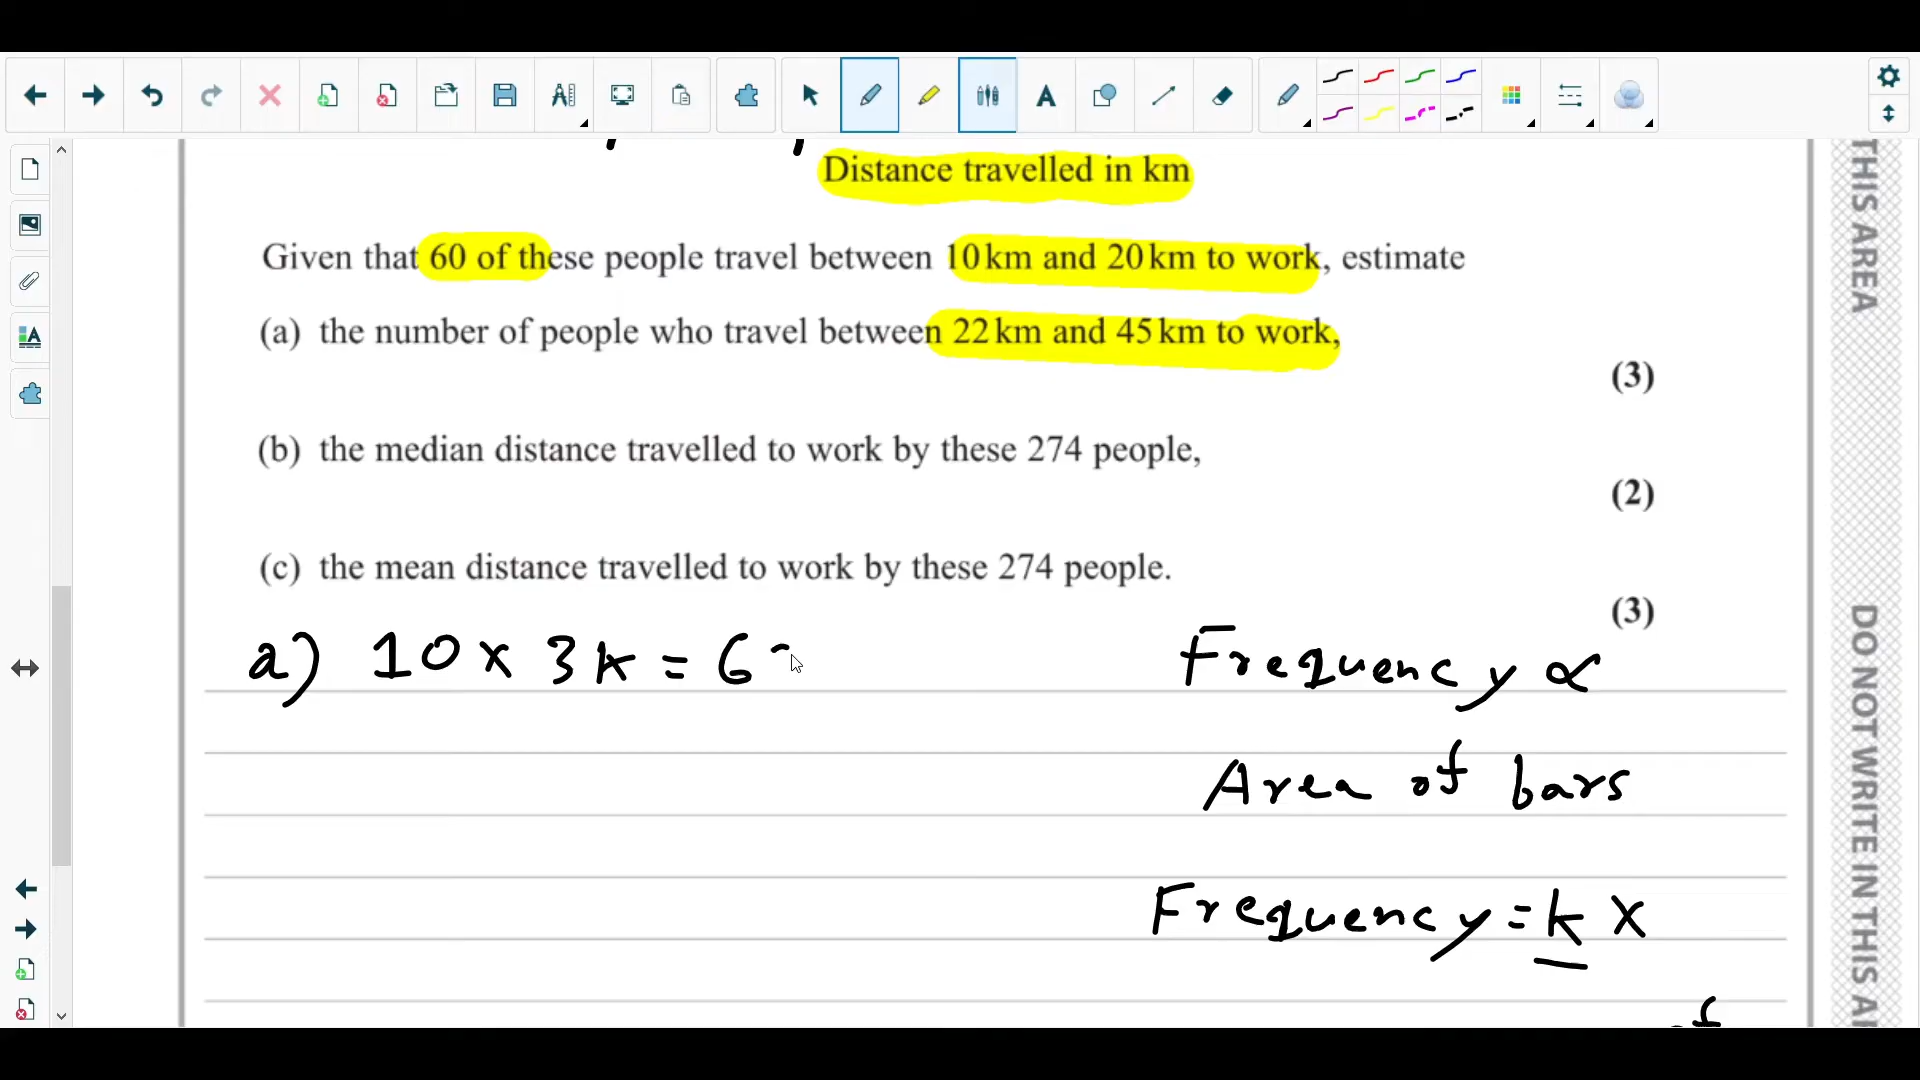 Distance travelled in km
Given that 60 of these people travel between 10 km and 20 km to work, estimate
(a) the number of people who travel between 22 km and 45 km to work,
(3)
(b) the median distance travelled to work by these 274 people,
(2)
(c) the mean distance travelled to work by these 274 people.
(3)
a) 10 x 3k = 6
Frequency ∝
Area of bars
Frequency = k x
of
THIS AREA
DO NOT WRITE IN THIS A